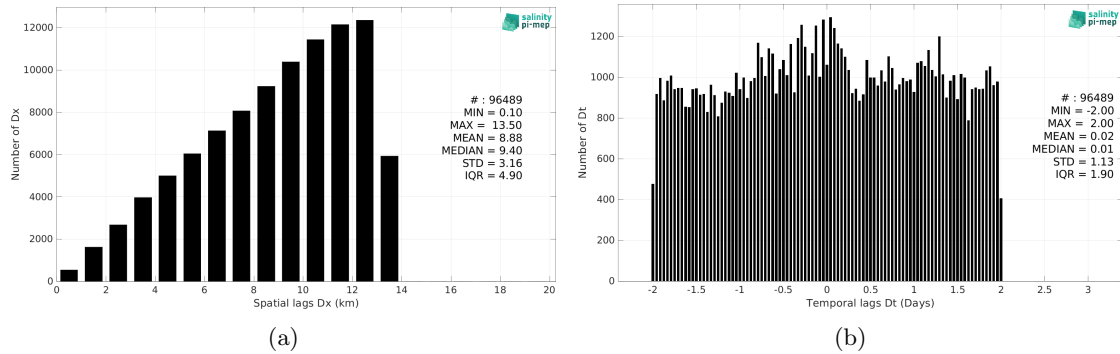 12000
10000
8000
6000
4000
2000
0
Number of Dx
0 2 4 6 8 10 12 14 16 18 20
Spatial lags Dx (km)
salinity
pi-mep
# : 96489
MIN = 0.10
MAX = 13.50
MEAN = 8.88
MEDIAN = 9.40
STD = 3.16
IQR = 4.90
(a)
1200
1000
800
600
400
200
0
Number of Dt
-2 -1.5 -1 -0.5 0 0.5 1 1.5 2 2.5 3
Temporal lags Dt (Days)
salinity
pi-mep
# : 96489
MIN = -2.00
MAX = 2.00
MEAN = 0.02
MEDIAN = 0.01
STD = 1.13
IQR = 1.90
(b)